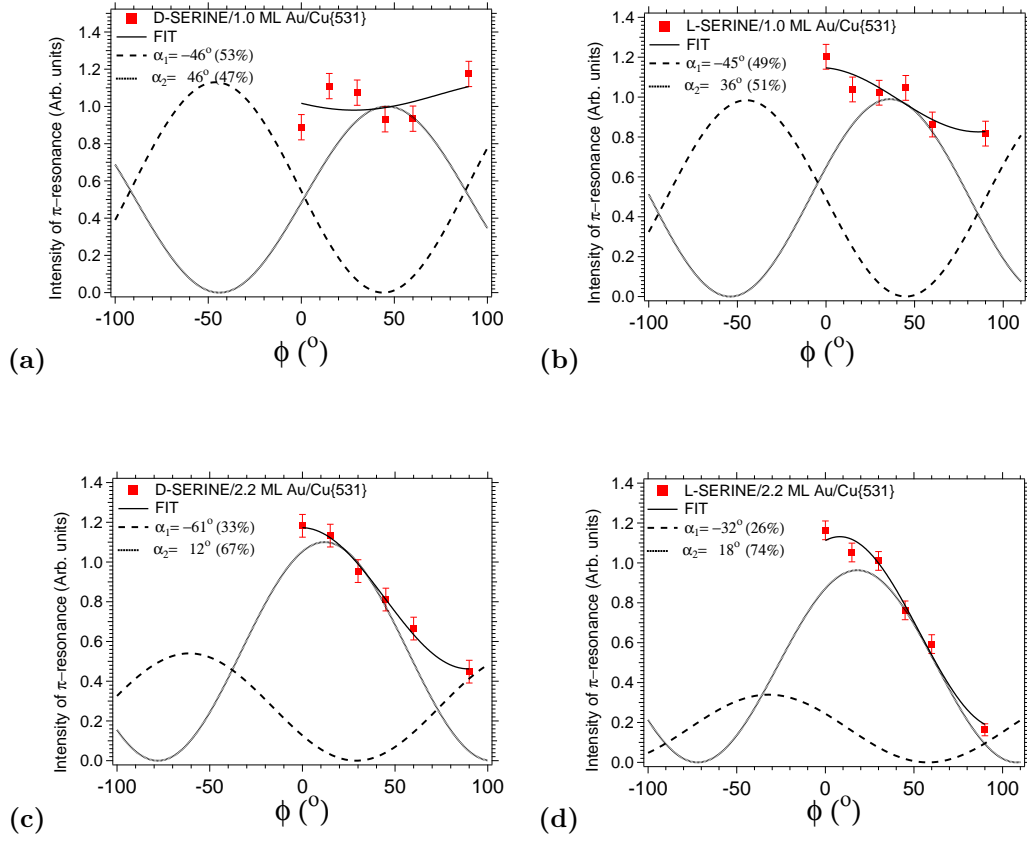 D-SERINE/1.0 ML Au/Cu{531}
FIT
α₁= −46° (53%)
α₂= 46° (47%)
Intensity of π−resonance (Arb. units)
1.4
1.2
1.0
0.8
0.6
0.4
0.2
0.0
-100 -50 0 50 100
ϕ (°)
(a)
L-SERINE/1.0 ML Au/Cu{531}
FIT
α₁= −45° (49%)
α₂= 36° (51%)
Intensity of π−resonance (Arb. units)
1.4
1.2
1.0
0.8
0.6
0.4
0.2
0.0
-100 -50 0 50 100
ϕ (°)
(b)
D-SERINE/2.2 ML Au/Cu{531}
FIT
α₁= −61° (33%)
α₂= 12° (67%)
Intensity of π−resonance (Arb. units)
1.4
1.2
1.0
0.8
0.6
0.4
0.2
0.0
-100 -50 0 50 100
ϕ (°)
(c)
L-SERINE/2.2 ML Au/Cu{531}
FIT
α₁= −32° (26%)
α₂= 18° (74%)
Intensity of π−resonance (Arb. units)
1.4
1.2
1.0
0.8
0.6
0.4
0.2
0.0
-100 -50 0 50 100
ϕ (°)
(d)